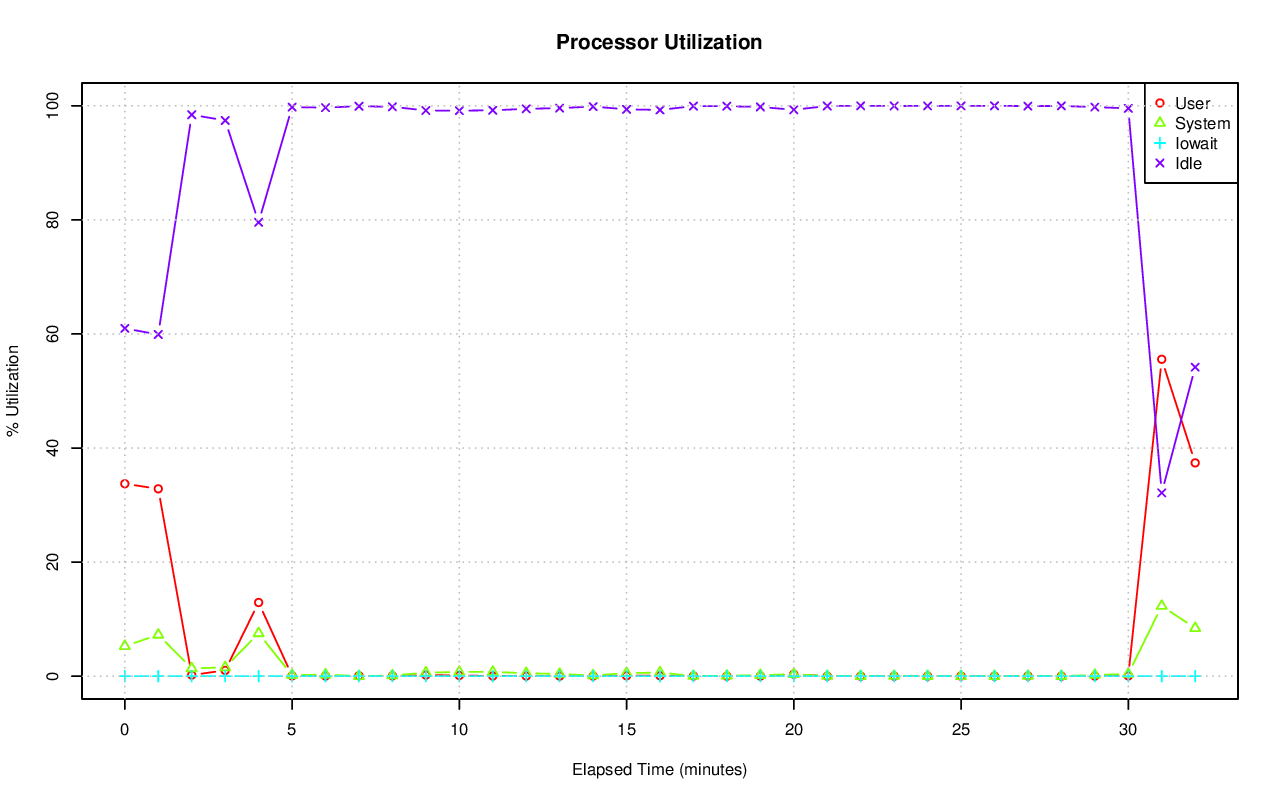 Processor Utilization
100
80
60
40
20
0
% Utilization
User
System
Iowait
Idle
0 5 10 15 20 25 30
Elapsed Time (minutes)